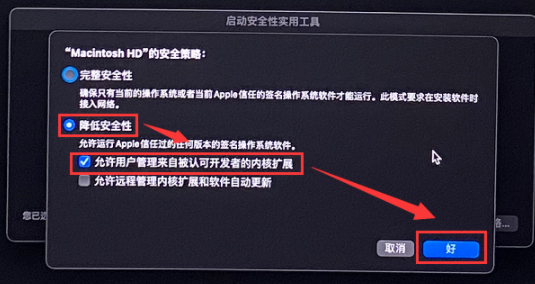 启动安全性实用工具
“Macintosh HD”的安全策略：
完整安全性
确保只有当前的操作系统或者当前Apple信任的签名操作系统软件才能运行。此模式要求在安装软件时
接入网络。
降低安全性
允许运行Apple信任过的任何版本的签名操作系统软件。
允许用户管理来自被认可开发者的内核扩展
允许远程管理内核扩展和软件自动更新
您已
略...
取消
好